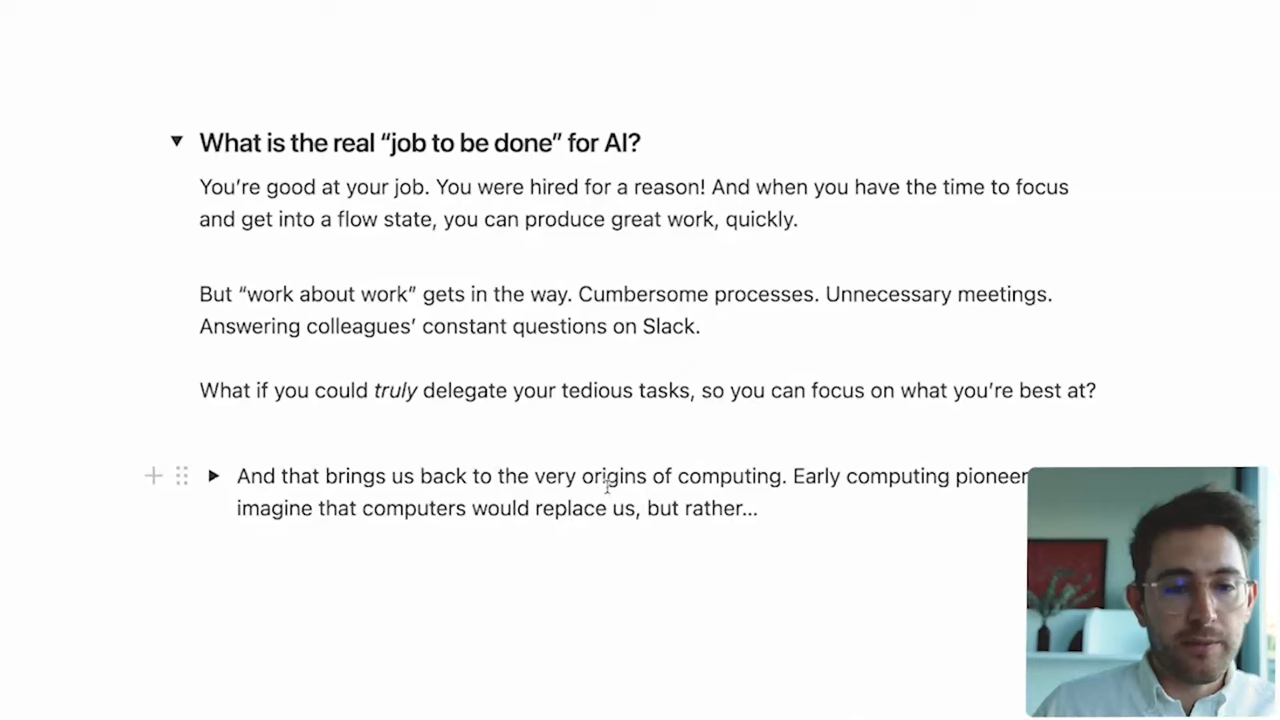 What is the real “job to be done” for AI?
You’re good at your job. You were hired for a reason! And when you have the time to focus
and get into a flow state, you can produce great work, quickly.
But “work about work” gets in the way. Cumbersome processes. Unnecessary meetings.
Answering colleagues’ constant questions on Slack.
What if you could truly delegate your tedious tasks, so you can focus on what you’re best at?
And that brings us back to the very origins of computing. Early computing pioneer
imagine that computers would replace us, but rather...